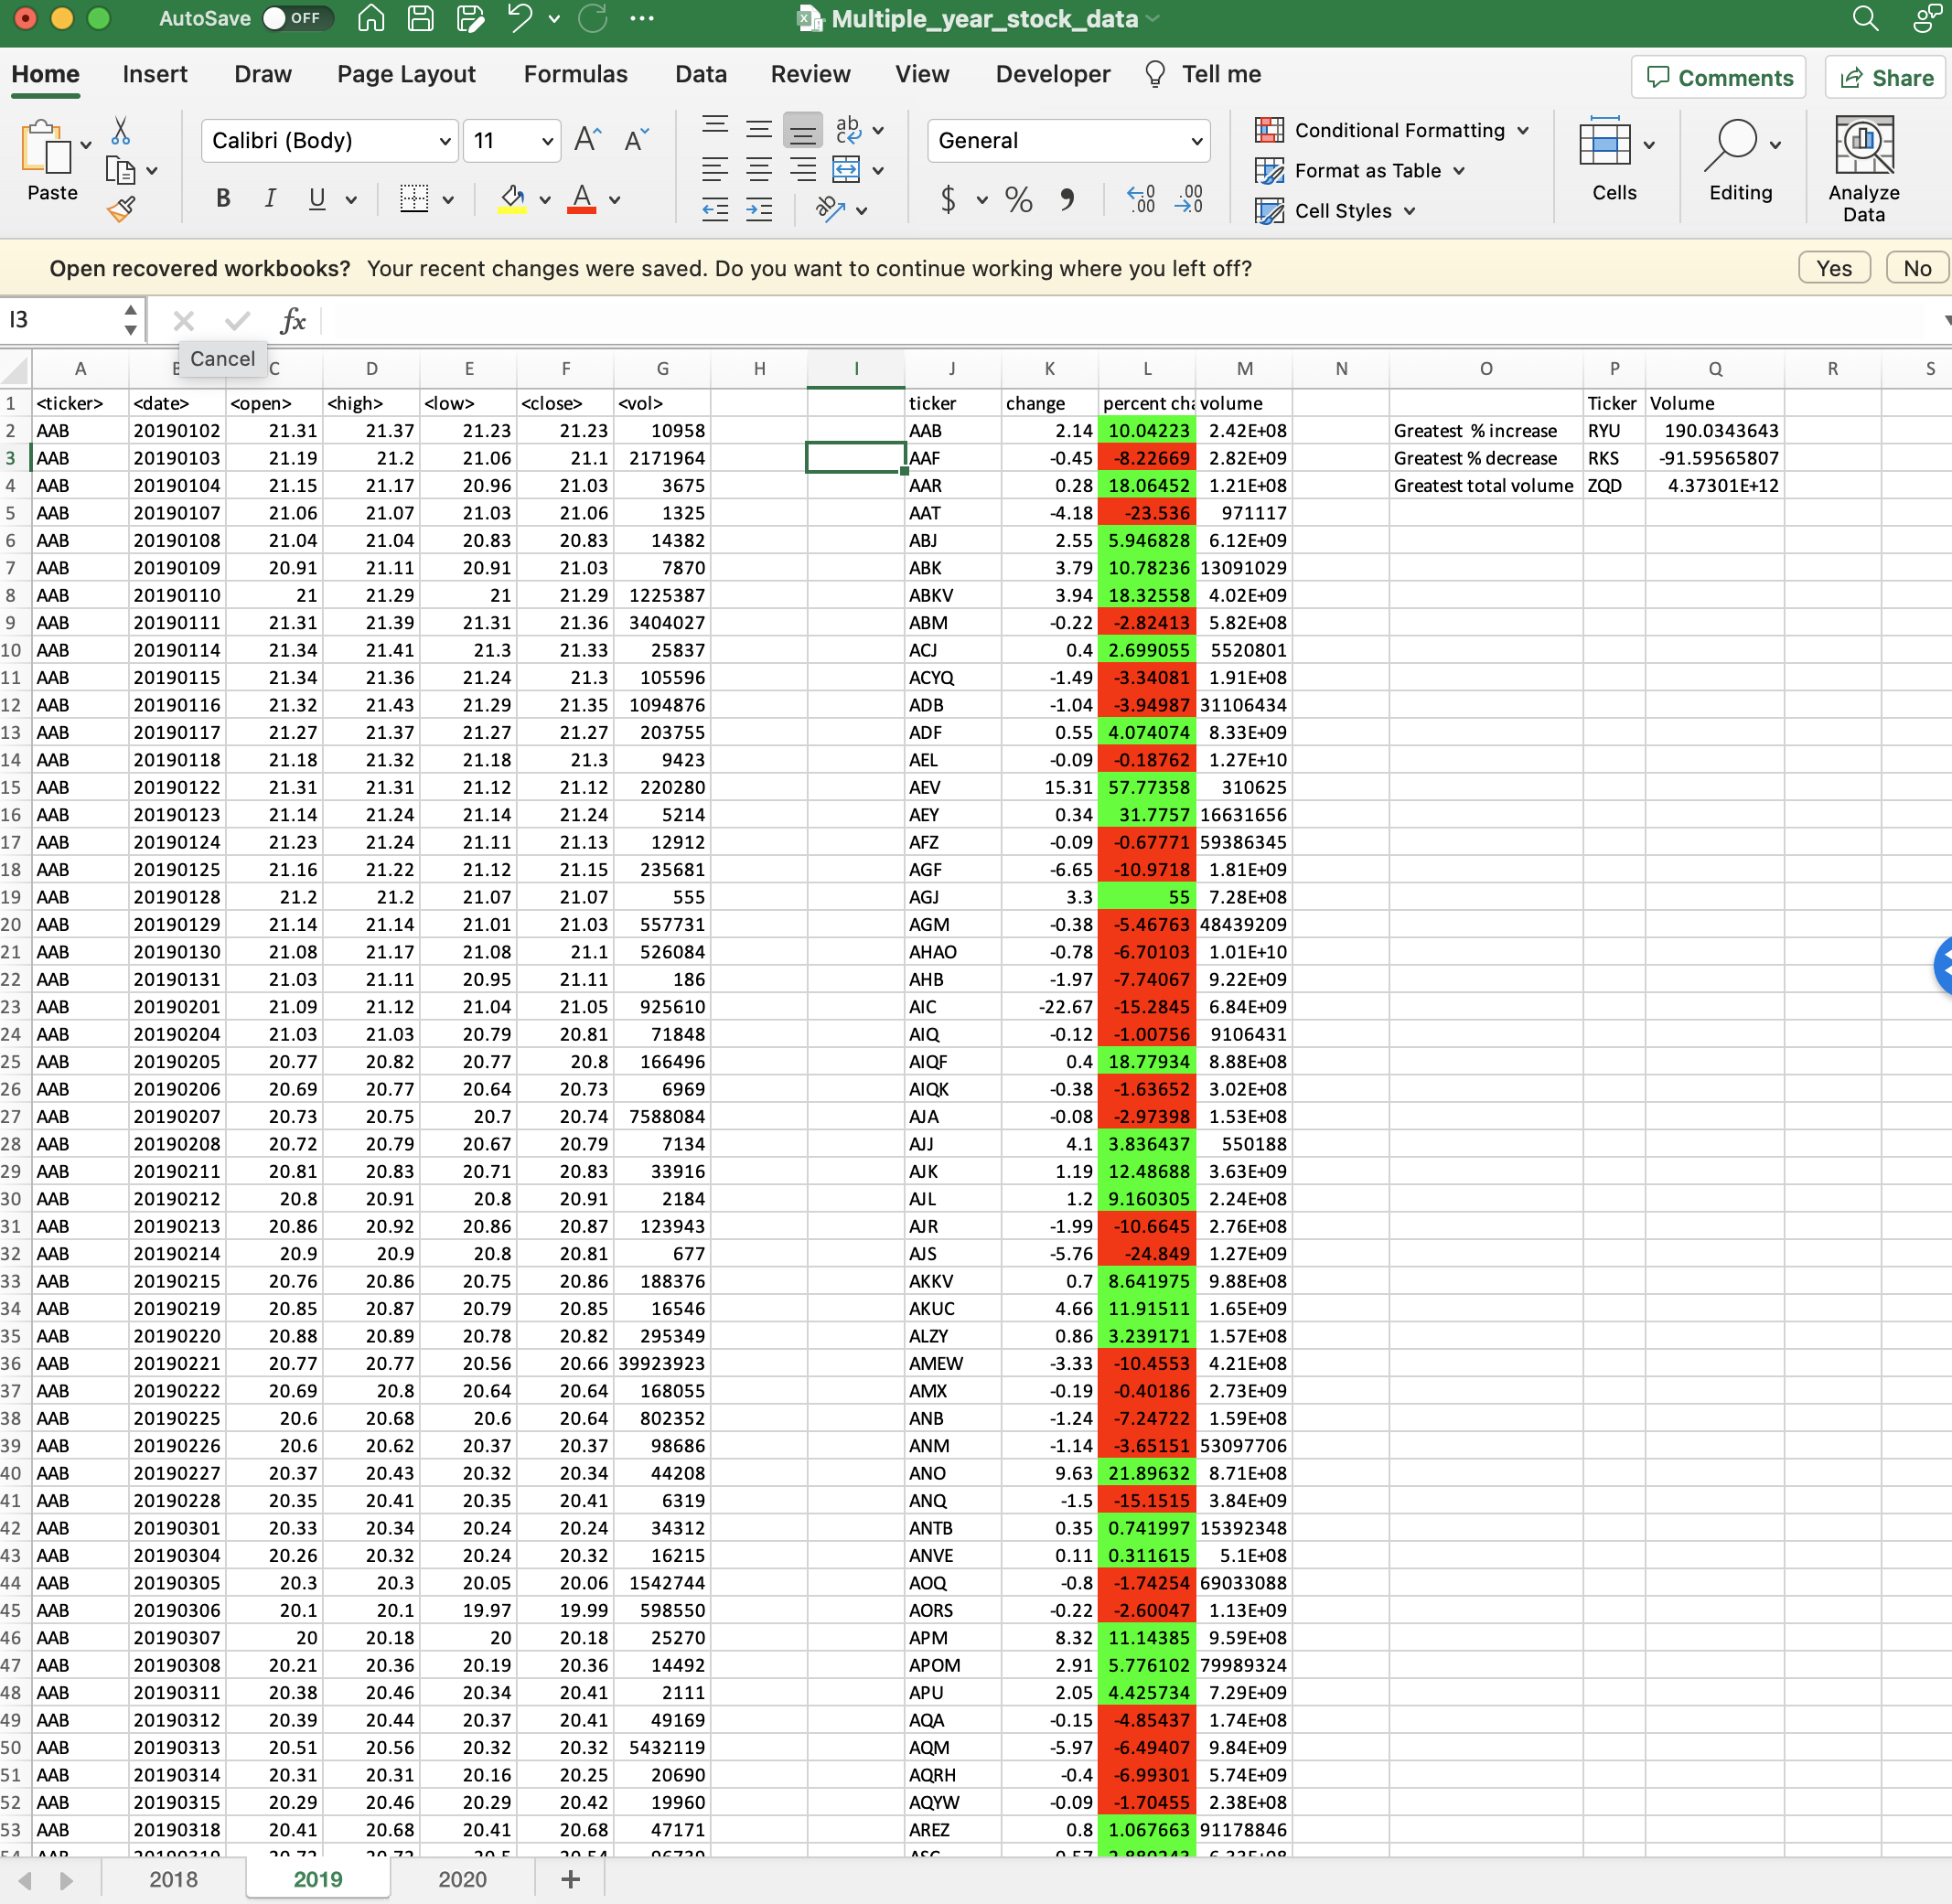 AutoSave OFF Multiple_year_stock_data
Home Insert Draw Page Layout Formulas Data Review View Developer Tell me Comments Share
Paste Calibri (Body) 11 General Conditional Formatting Format as Table Cell Styles Cells Editing Analyze Data
Open recovered workbooks? Your recent changes were saved. Do you want to continue working where you left off? Yes No
I3 fx
Cancel
A C D E F G H I J K L M N O P Q R S
1 <ticker> <date> <open> <high> <low> <close> <vol> ticker change percent cha volume Ticker Volume
2 AAB 20190102 21.31 21.37 21.23 21.23 10958 AAB 2.14 10.04223 2.42E+08 Greatest % increase RYU 190.0343643
3 AAB 20190103 21.19 21.2 21.06 21.1 2171964 AAF -0.45 -8.22669 2.82E+09 Greatest % decrease RKS -91.59565807
4 AAB 20190104 21.15 21.17 20.96 21.03 3675 AAR 0.28 18.06452 1.21E+08 Greatest total volume ZQD 4.37301E+12
5 AAB 20190107 21.06 21.07 21.03 21.06 1325 AAT -4.18 -23.536 971117
6 AAB 20190108 21.04 21.04 20.83 20.83 14382 ABJ 2.55 5.946828 6.12E+09
7 AAB 20190109 20.91 21.11 20.91 21.03 7870 ABK 3.79 10.78236 13091029
8 AAB 20190110 21 21.29 21 21.29 1225387 ABKV 3.94 18.32558 4.02E+09
9 AAB 20190111 21.31 21.39 21.31 21.36 3404027 ABM -0.22 -2.82413 5.82E+08
10 AAB 20190114 21.34 21.41 21.3 21.33 25837 ACJ 0.4 2.699055 5520801
11 AAB 20190115 21.34 21.36 21.24 21.3 105596 ACYQ -1.49 -3.34081 1.91E+08
12 AAB 20190116 21.32 21.43 21.29 21.35 1094876 ADB -1.04 -3.94987 31106434
13 AAB 20190117 21.27 21.37 21.27 21.27 203755 ADF 0.55 4.074074 8.33E+09
14 AAB 20190118 21.18 21.32 21.18 21.3 9423 AEL -0.09 -0.18762 1.27E+10
15 AAB 20190122 21.31 21.31 21.12 21.12 220280 AEV 15.31 57.77358 310625
16 AAB 20190123 21.14 21.24 21.14 21.24 5214 AEY 0.34 31.7757 16631656
17 AAB 20190124 21.23 21.24 21.11 21.13 12912 AFZ -0.09 -0.67771 59386345
18 AAB 20190125 21.16 21.22 21.12 21.15 235681 AGF -6.65 -10.9718 1.81E+09
19 AAB 20190128 21.2 21.2 21.07 21.07 555 AGJ 3.3 55 7.28E+08
20 AAB 20190129 21.14 21.14 21.01 21.03 557731 AGM -0.38 -5.46763 48439209
21 AAB 20190130 21.08 21.17 21.08 21.1 526084 AHAO -0.78 -6.70103 1.01E+10
22 AAB 20190131 21.03 21.11 20.95 21.11 186 AHB -1.97 -7.74067 9.22E+09
23 AAB 20190201 21.09 21.12 21.04 21.05 925610 AIC -22.67 -15.2845 6.84E+09
24 AAB 20190204 21.03 21.03 20.79 20.81 71848 AIQ -0.12 -1.00756 9106431
25 AAB 20190205 20.77 20.82 20.77 20.8 166496 AIQF 0.4 18.77934 8.88E+08
26 AAB 20190206 20.69 20.77 20.64 20.73 6969 AIQK -0.38 -1.63652 3.02E+08
27 AAB 20190207 20.73 20.75 20.7 20.74 7588084 AJA -0.08 -2.97398 1.53E+08
28 AAB 20190208 20.72 20.79 20.67 20.79 7134 AJJ 4.1 3.836437 550188
29 AAB 20190211 20.81 20.83 20.71 20.83 33916 AJK 1.19 12.48688 3.63E+09
30 AAB 20190212 20.8 20.91 20.8 20.91 2184 AJL 1.2 9.160305 2.24E+08
31 AAB 20190213 20.86 20.92 20.86 20.87 123943 AJR -1.99 -10.6645 2.76E+08
32 AAB 20190214 20.9 20.9 20.8 20.81 677 AJS -5.76 -24.849 1.27E+09
33 AAB 20190215 20.76 20.86 20.75 20.86 188376 AKKV 0.7 8.641975 9.88E+08
34 AAB 20190219 20.85 20.87 20.79 20.85 16546 AKUC 4.66 11.91511 1.65E+09
35 AAB 20190220 20.88 20.89 20.78 20.82 295349 ALZY 0.86 3.239171 1.57E+08
36 AAB 20190221 20.77 20.77 20.56 20.66 39923923 AMEW -3.33 -10.4553 4.21E+08
37 AAB 20190222 20.69 20.8 20.64 20.64 168055 AMX -0.19 -0.40186 2.73E+09
38 AAB 20190225 20.6 20.68 20.6 20.64 802352 ANB -1.24 -7.24722 1.59E+08
39 AAB 20190226 20.6 20.62 20.37 20.37 98686 ANM -1.14 -3.65151 53097706
40 AAB 20190227 20.37 20.43 20.32 20.34 44208 ANO 9.63 21.89632 8.71E+08
41 AAB 20190228 20.35 20.41 20.35 20.41 6319 ANQ -1.5 -15.1515 3.84E+09
42 AAB 20190301 20.33 20.34 20.24 20.24 34312 ANTB 0.35 0.741997 15392348
43 AAB 20190304 20.26 20.32 20.24 20.32 16215 ANVE 0.11 0.311615 5.1E+08
44 AAB 20190305 20.3 20.3 20.05 20.06 1542744 AOQ -0.8 -1.74254 69033088
45 AAB 20190306 20.1 20.1 19.97 19.99 598550 AORS -0.22 -2.60047 1.13E+09
46 AAB 20190307 20 20.18 20 20.18 25270 APM 8.32 11.14385 9.59E+08
47 AAB 20190308 20.21 20.36 20.19 20.36 14492 APOM 2.91 5.776102 79989324
48 AAB 20190311 20.38 20.46 20.34 20.41 2111 APU 2.05 4.425734 7.29E+09
49 AAB 20190312 20.39 20.44 20.37 20.41 49169 AQA -0.15 -4.85437 1.74E+08
50 AAB 20190313 20.51 20.56 20.32 20.32 5432119 AQM -5.97 -6.49407 9.84E+09
51 AAB 20190314 20.31 20.31 20.16 20.25 20690 AQRH -0.4 -6.99301 5.74E+09
52 AAB 20190315 20.29 20.46 20.29 20.42 19960 AQYW -0.09 -1.70455 2.38E+08
53 AAB 20190318 20.41 20.68 20.41 20.68 47171 AREZ 0.8 1.067663 91178846
2018 2019 2020